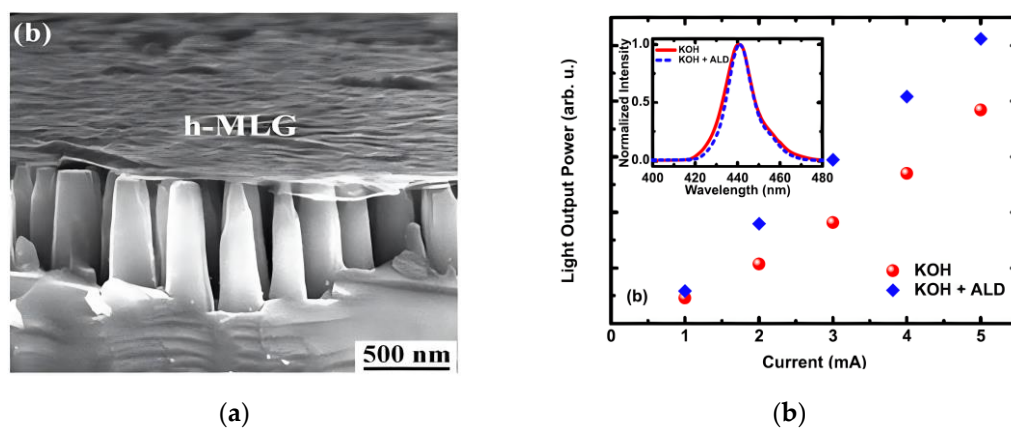 (b)
h-MLG
500 nm
(a)
Light Output Power (arb. u.)
Normalized Intensity
1.0
0.5
0.0
KOH
KOH + ALD
400 420 440 460 480
Wavelength (nm)
KOH
KOH + ALD
(b)
0 1 2 3 4 5
Current (mA)
(b)